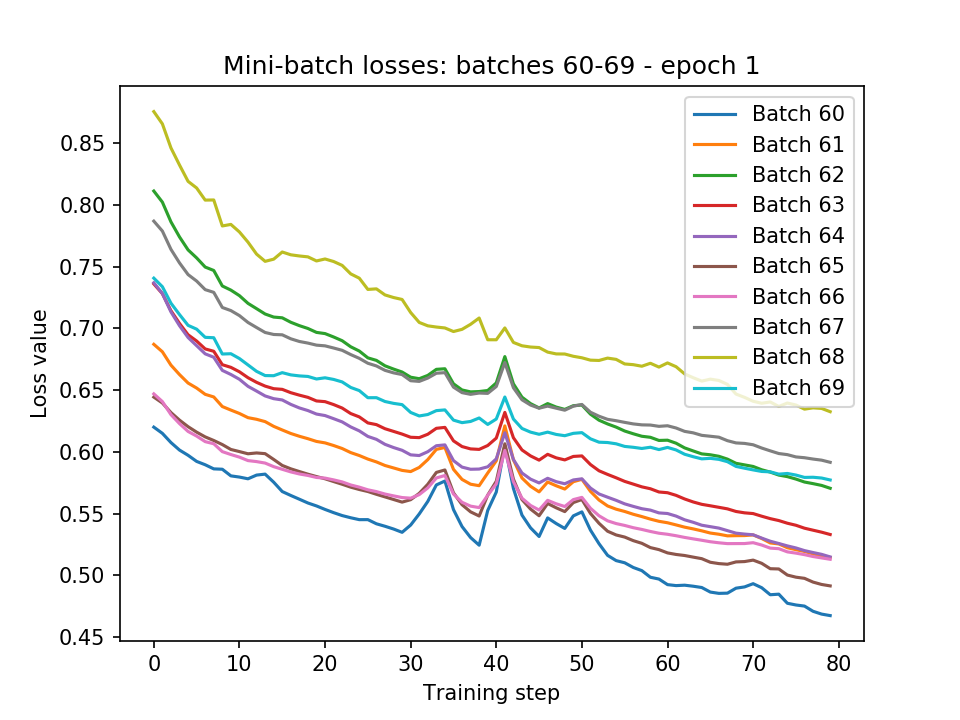 Mini-batch losses: batches 60-69 - epoch 1
Loss value
0.85
0.80
0.75
0.70
0.65
0.60
0.55
0.50
0.45
Batch 60
Batch 61
Batch 62
Batch 63
Batch 64
Batch 65
Batch 66
Batch 67
Batch 68
Batch 69
0 10 20 30 40 50 60 70 80
Training step